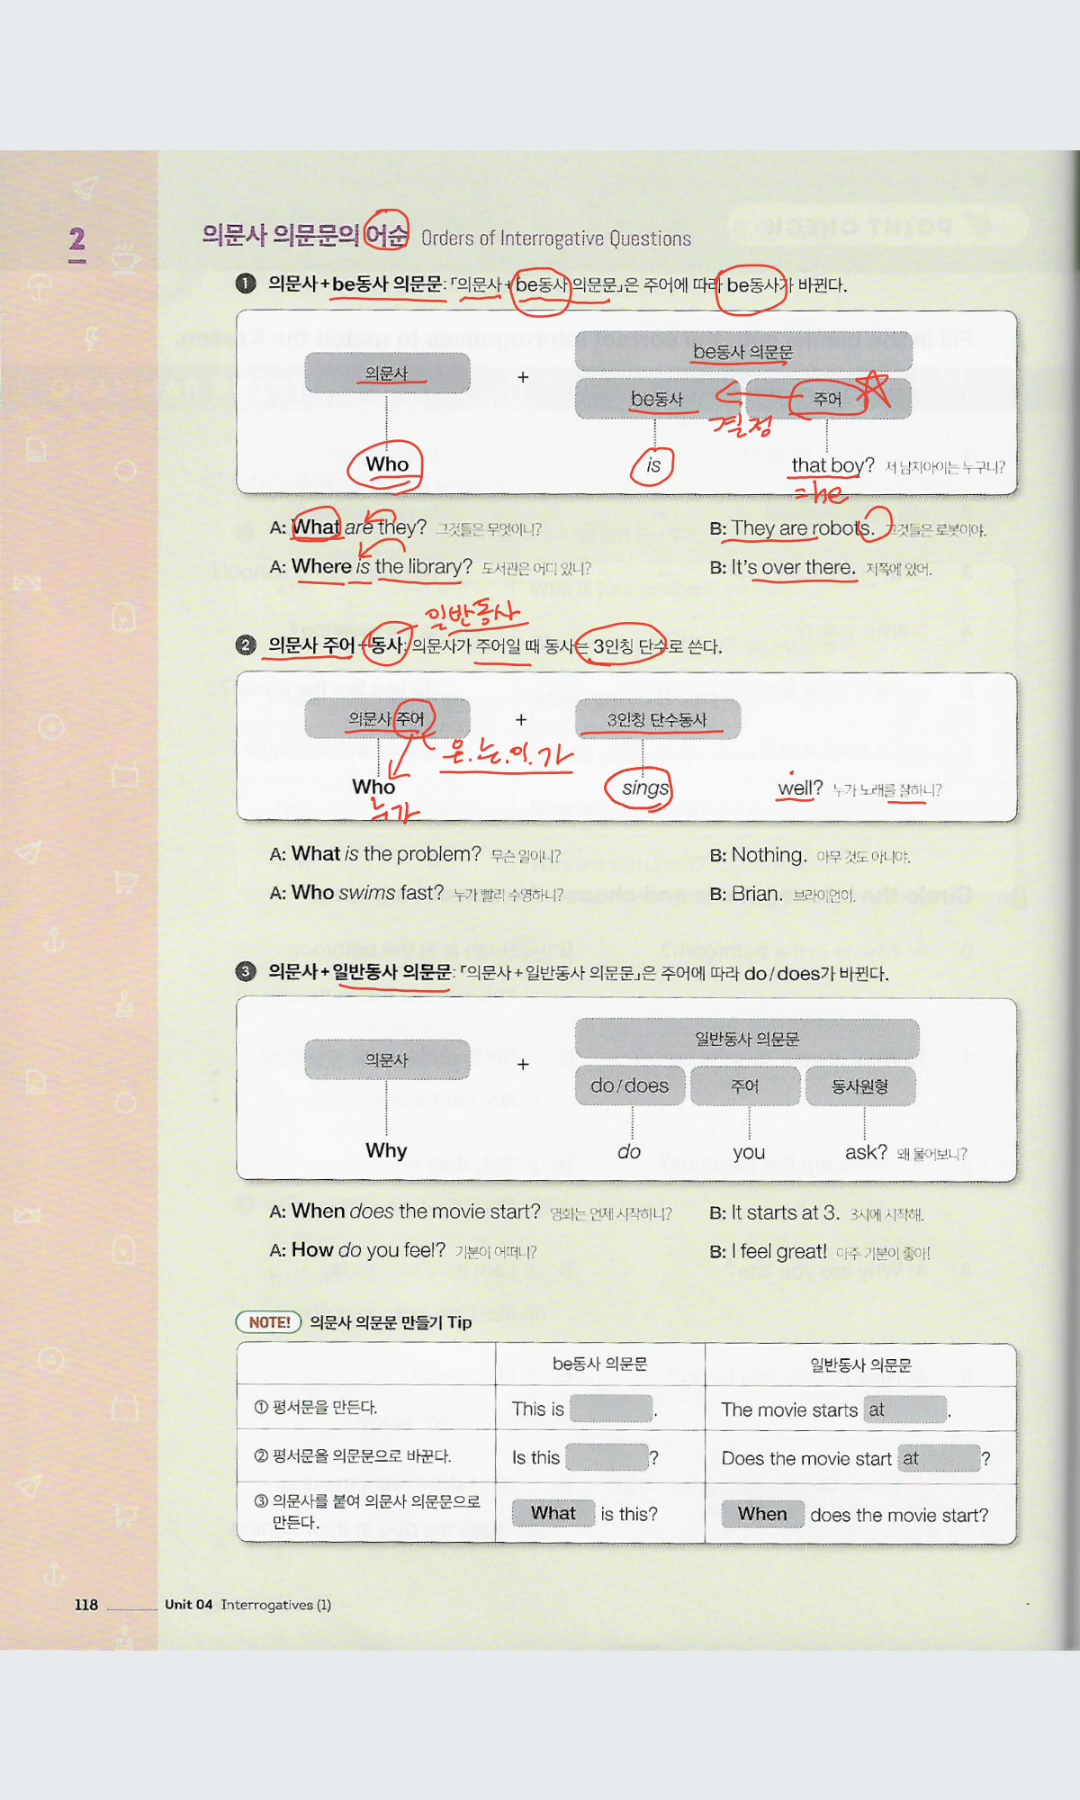 2 의문사 의문문의 어순 Orders of Interrogative Questions
1 의문사+be동사 의문문: 「의문사+be동사 의문문」은 주어에 따라 be동사가 바뀐다.
be동사 의문문
의문사 + be동사 주어
결정
Who is that boy? 저 남자아이는 누구니?
=he
A: What are they? 그것들은 무엇이니? B: They are robots. 그것들은 로봇이야.
A: Where is the library? 도서관은 어디 있니? B: It's over there. 저쪽에 있어.
일반동사
2 의문사 주어+동사: 의문사가 주어일 때 동사는 3인칭 단수로 쓴다.
의문사 주어 + 3인칭 단수동사
은.는.이.가
Who sings well? 누가 노래를 잘하니?
누가
A: What is the problem? 무슨 일이니? B: Nothing. 아무 것도 아니야.
A: Who swims fast? 누가 빨리 수영하니? B: Brian. 브라이언이.
3 의문사+일반동사 의문문: 「의문사+일반동사 의문문」은 주어에 따라 do/does가 바뀐다.
일반동사 의문문
의문사 + do/does 주어 동사원형
Why do you ask? 왜 물어보니?
A: When does the movie start? 영화는 언제 시작하니? B: It starts at 3. 3시에 시작해.
A: How do you feel? 기분이 어떠니? B: I feel great! 아주 기분이 좋아!
NOTE! 의문사 의문문 만들기 Tip
be동사 의문문 일반동사 의문문
① 평서문을 만든다. This is . The movie starts at .
② 평서문을 의문문으로 바꾼다. Is this ? Does the movie start at ?
③ 의문사를 붙여 의문사 의문문으로
만든다. What is this? When does the movie start?
118 Unit 04 Interrogatives (1)